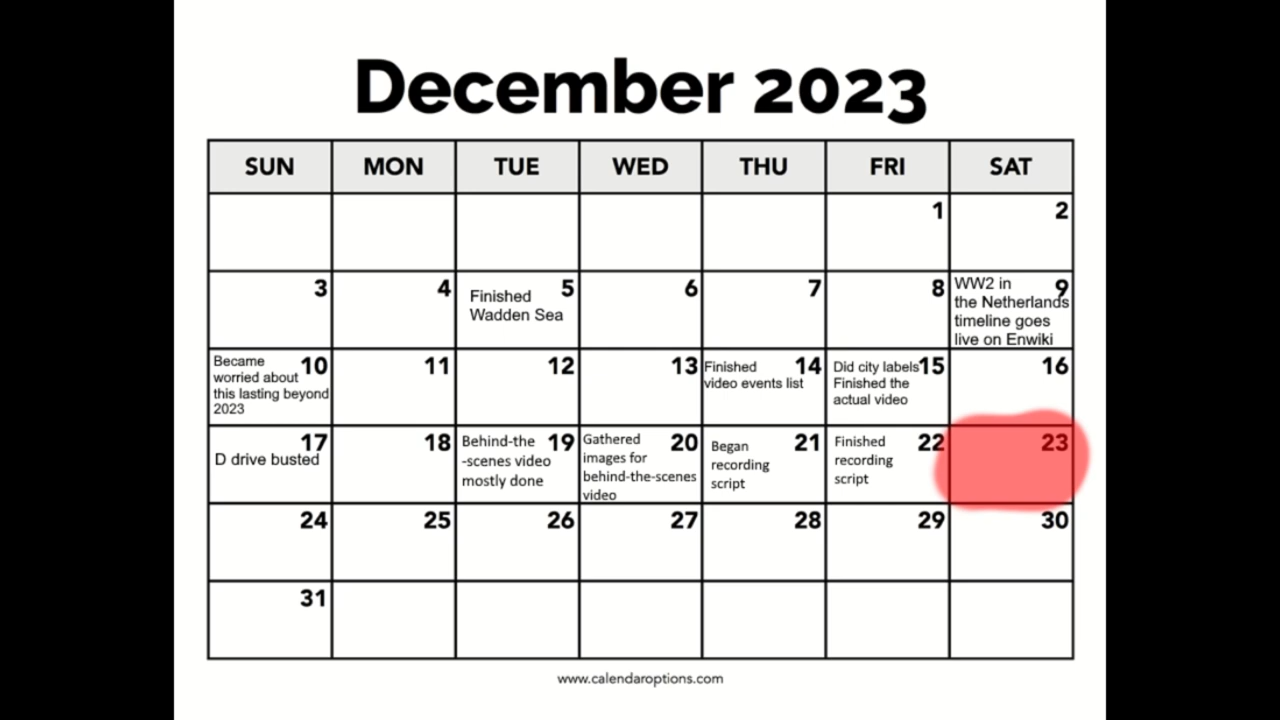 December 2023
SUN MON TUE WED THU FRI SAT
1 2
3 4 5 6 7 8 9
Finished
Wadden Sea
WW2 in
the Netherlands
timeline goes
live on Enwiki
10 11 12 13 14 15 16
Became
worried about
this lasting beyond
2023
Finished
video events list
Did city labels
Finished the
actual video
17 18 19 20 21 22 23
D drive busted
Behind-the
-scenes video
mostly done
Gathered
images for
behind-the-scenes
video
Began
recording
script
Finished
recording
script
24 25 26 27 28 29 30
31
www.calendaroptions.com